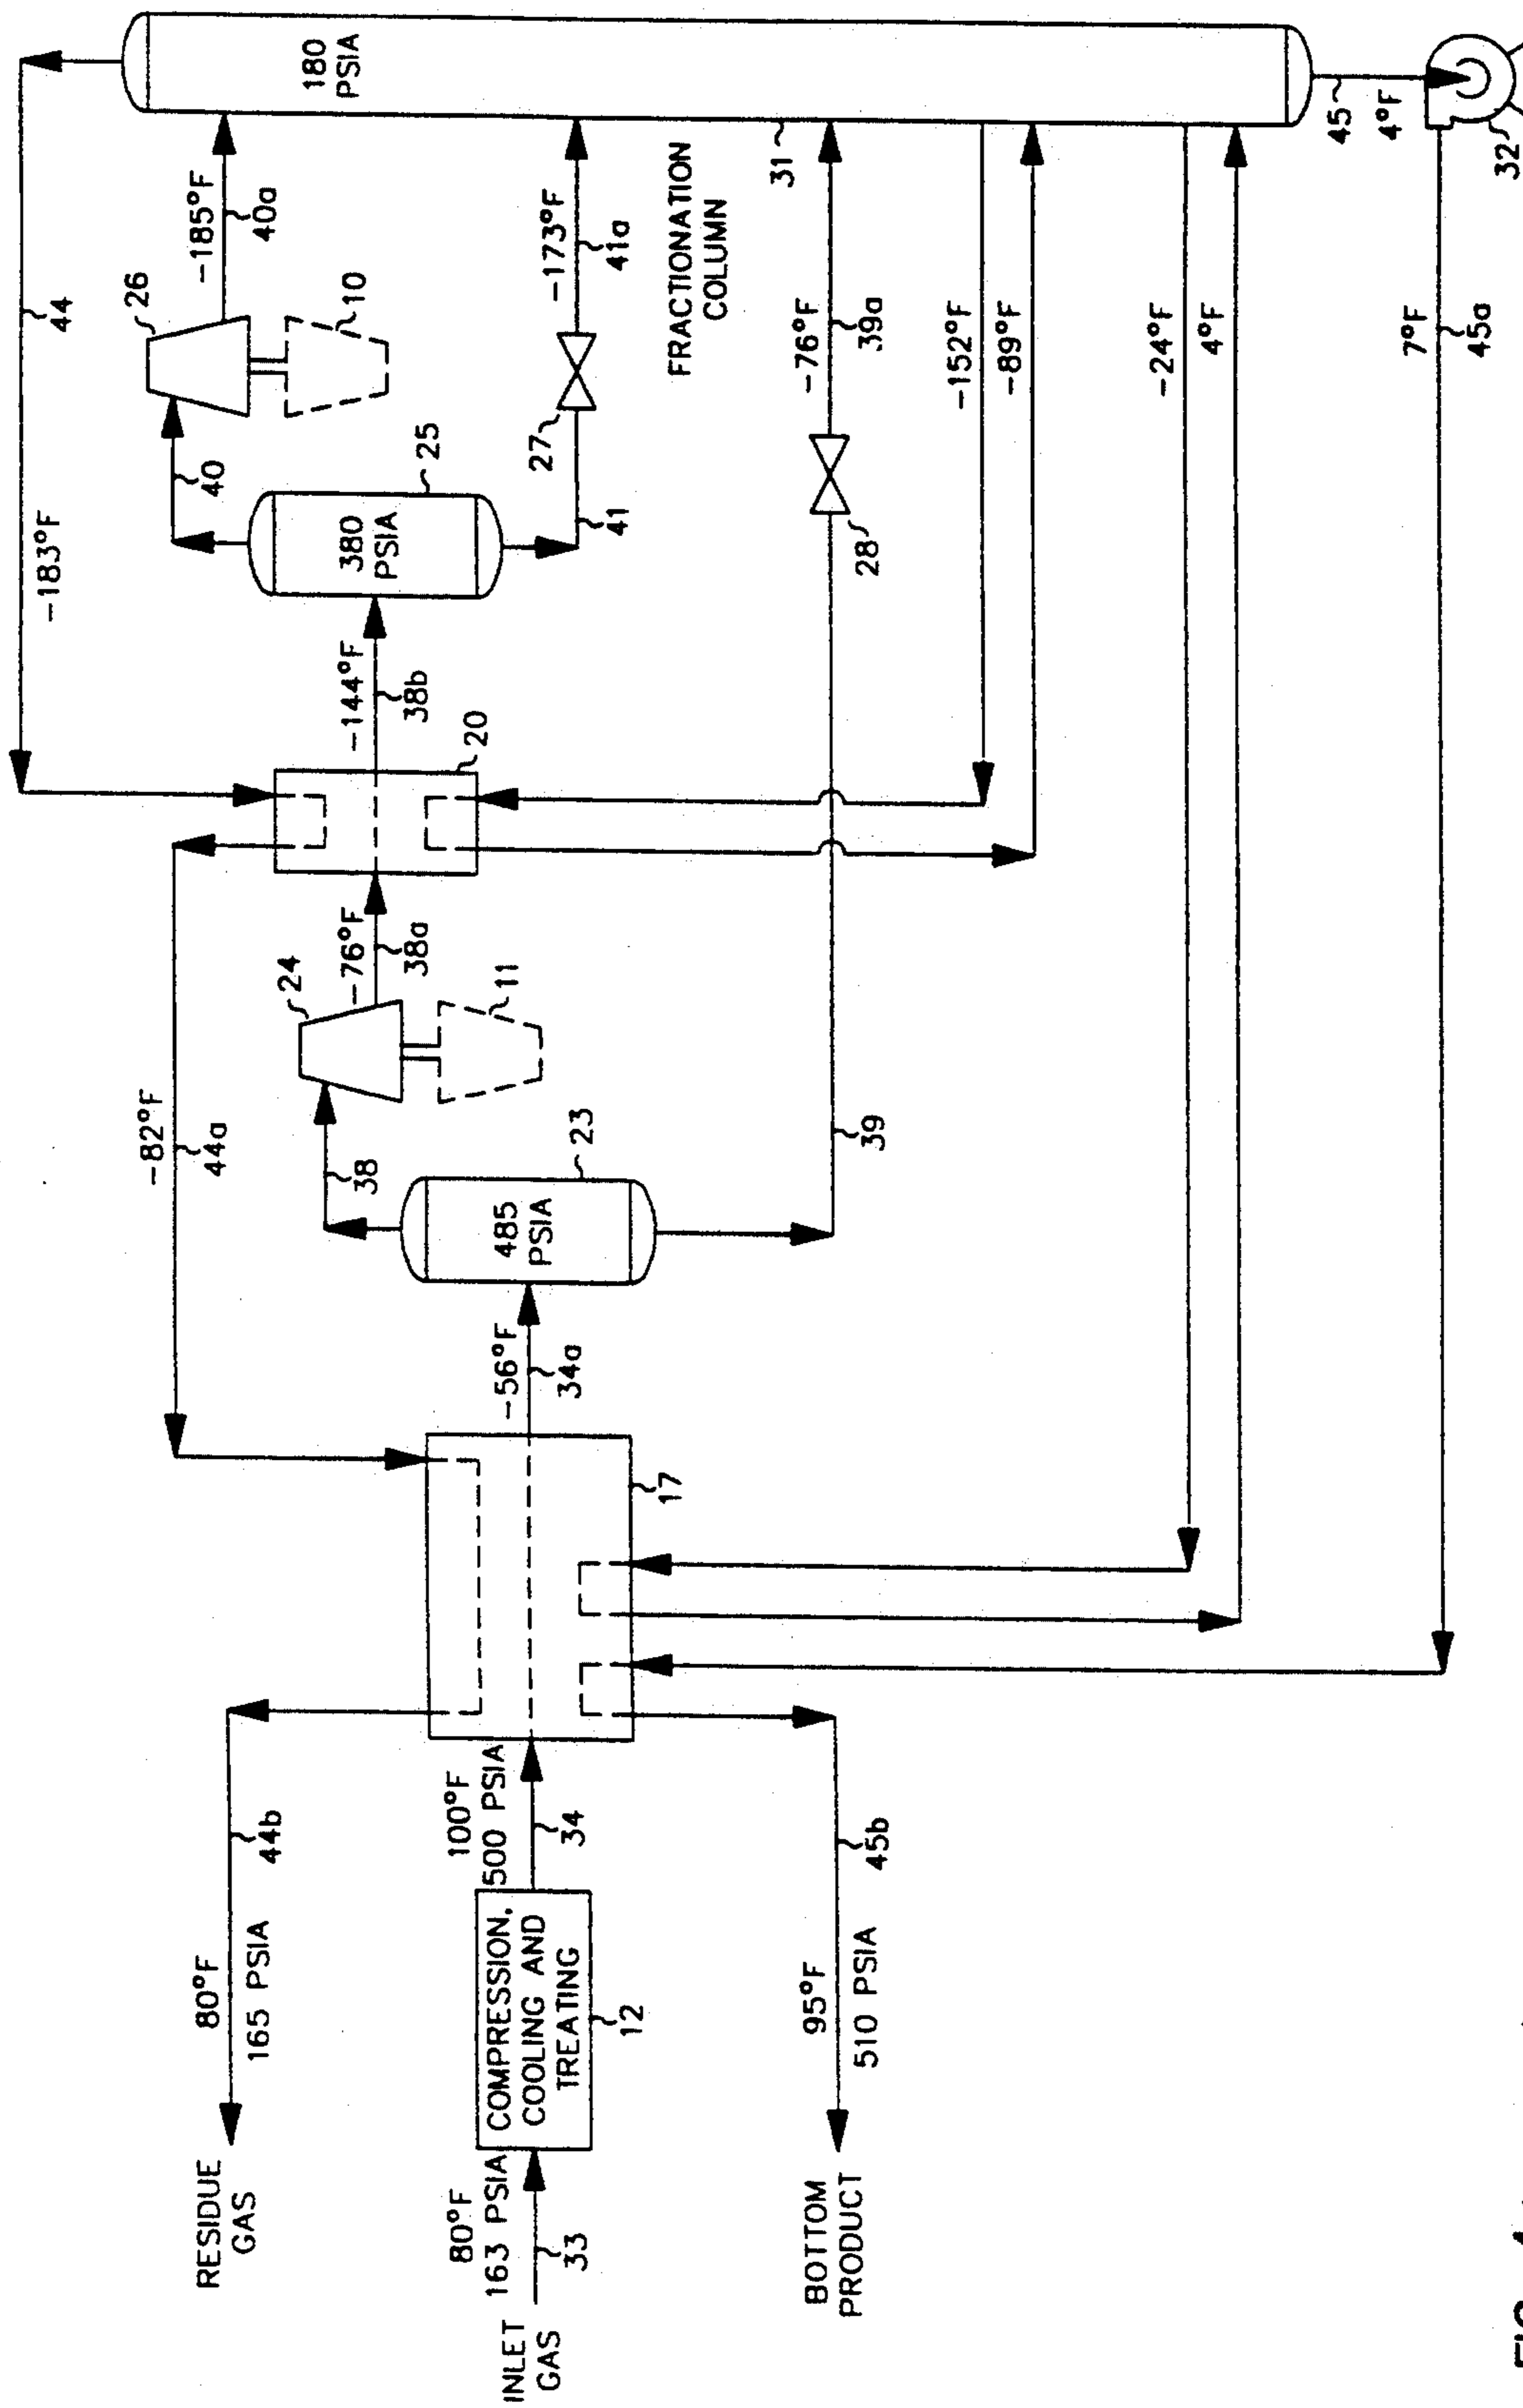 44
-183°F
180
PSIA
26
-185°F
40a
10
40
25
380
PSIA
27
41
-173°F
41a
FRACTIONATION
COLUMN
31
-76°F
39a
28
-152°F
-89°F
-24°F
4°F
45
4°F
32
7°F
45a
-144°F
38b
20
-76°F
38a
24
11
-82°F
44a
38
23
485
PSIA
39
-56°F
34a
17
100°F
500 PSIA
34
44b
80°F
165 PSIA
RESIDUE
GAS
COMPRESSION,
COOLING AND
TREATING
12
80°F
163 PSIA
33
INLET
GAS
45b
95°F
510 PSIA
BOTTOM
PRODUCT